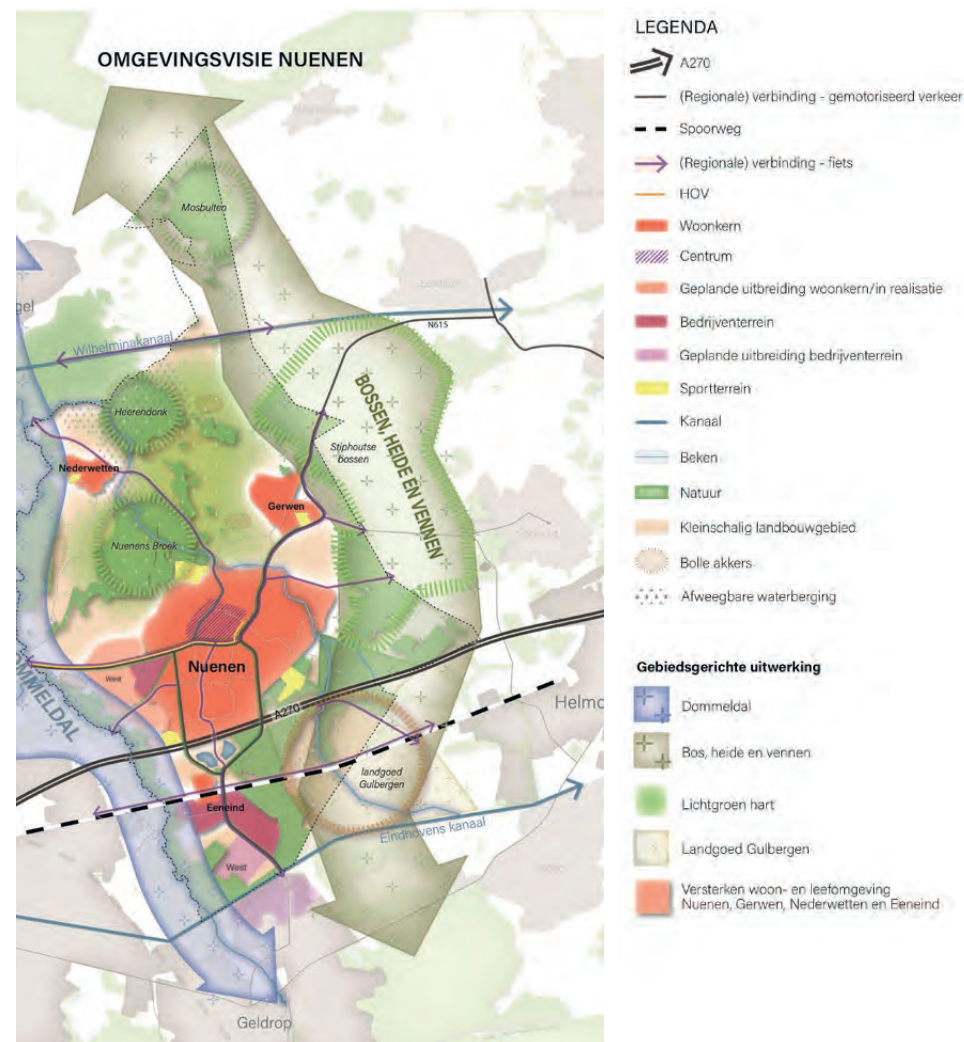 OMGEVINGSVISIE NUENEN
Mosbulten
N615
Wilhelminakanaal
Heerendonk
BOSSEN, HEIDE EN VENNEN
Stiphoutse
bossen
Nederwetten
Gerwen
Nuenens Broek
Nuenen
West
A270
landgoed
Gulbergen
Eeneind
Eindhovens kanaal
West
Geldrop
LEGENDA
A270
(Regionale) verbinding - gemotoriseerd verkeer
Spoorweg
(Regionale) verbinding - fiets
HOV
Woonkern
Centrum
Geplande uitbreiding woonkern/in realisatie
Bedrijventerrein
Geplande uitbreiding bedrijventerrein
Sportterrein
Kanaal
Beken
Natuur
Kleinschalig landbouwgebied
Bolle akkers
Afweegbare waterberging
Gebiedsgerichte uitwerking
Dommeldal
Bos, heide en vennen
Lichtgroen hart
Landgoed Gulbergen
Versterken woon- en leefomgeving
Nuenen, Gerwen, Nederwetten en Eeneind